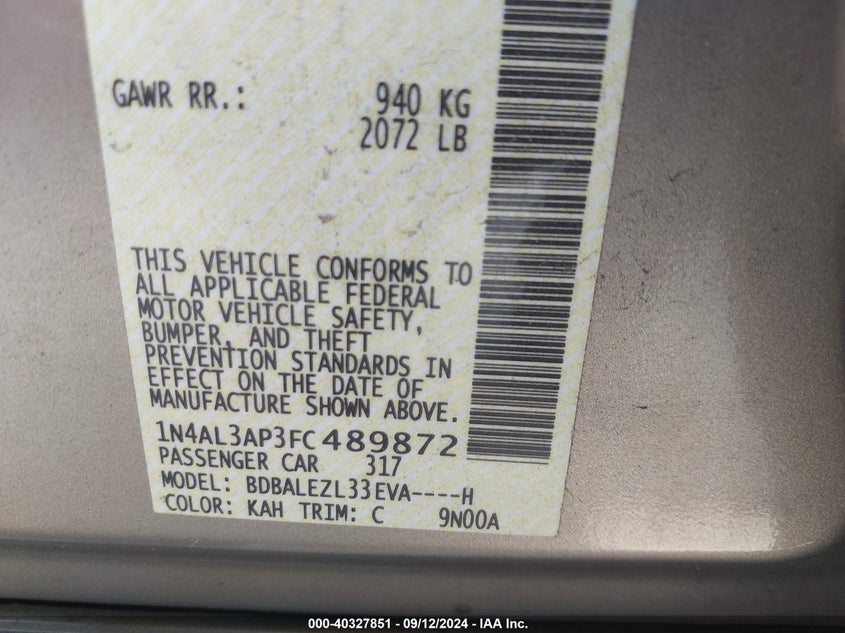 GAWR RR.: 940 KG
2072 LB
THIS VEHICLE CONFORMS TO
ALL APPLICABLE FEDERAL
MOTOR VEHICLE SAFETY,
BUMPER, AND THEFT
PREVENTION STANDARDS IN
EFFECT ON THE DATE OF
MANUFACTURE SHOWN ABOVE.
1N4AL3AP3FC489872
PASSENGER CAR 317
MODEL: BDBALEZL33EVA----H
COLOR: KAH TRIM: C 9N00A
000-40327851 - 09/12/2024 - IAA Inc.